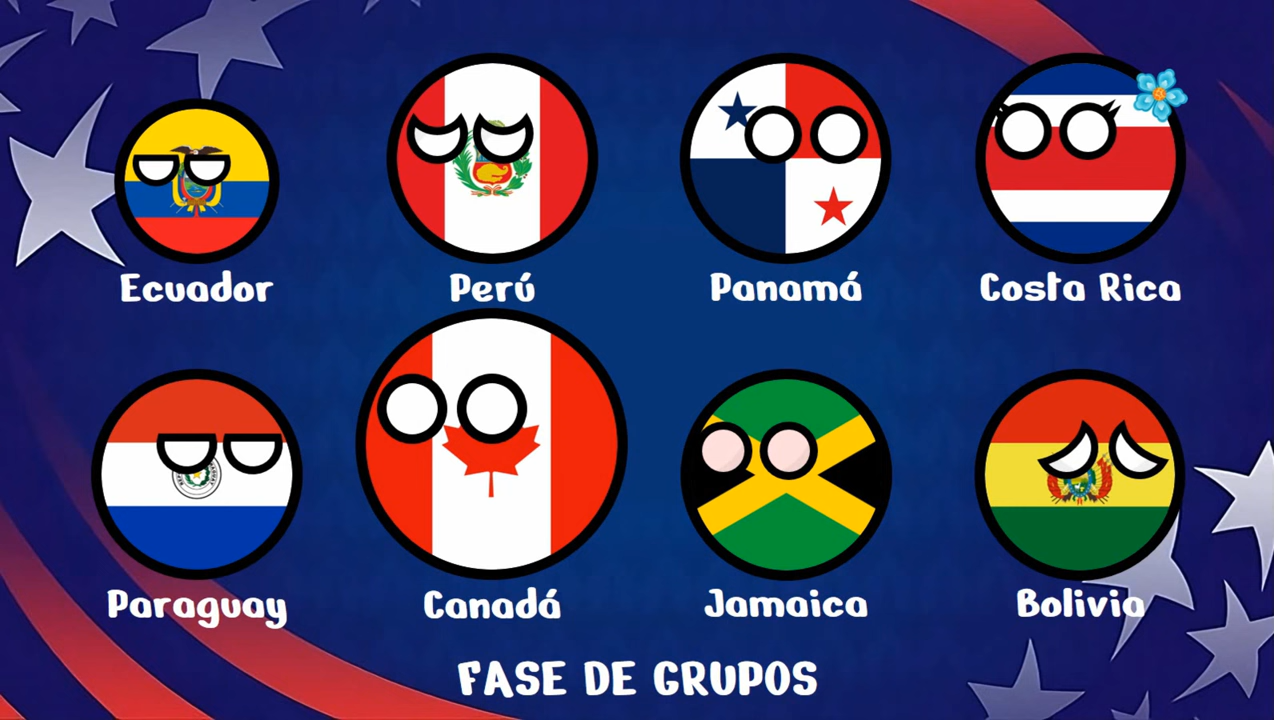 Ecuador
Perú
Panamá
Costa Rica
Paraguay
Canadá
Jamaica
Bolivia
FASE DE GRUPOS